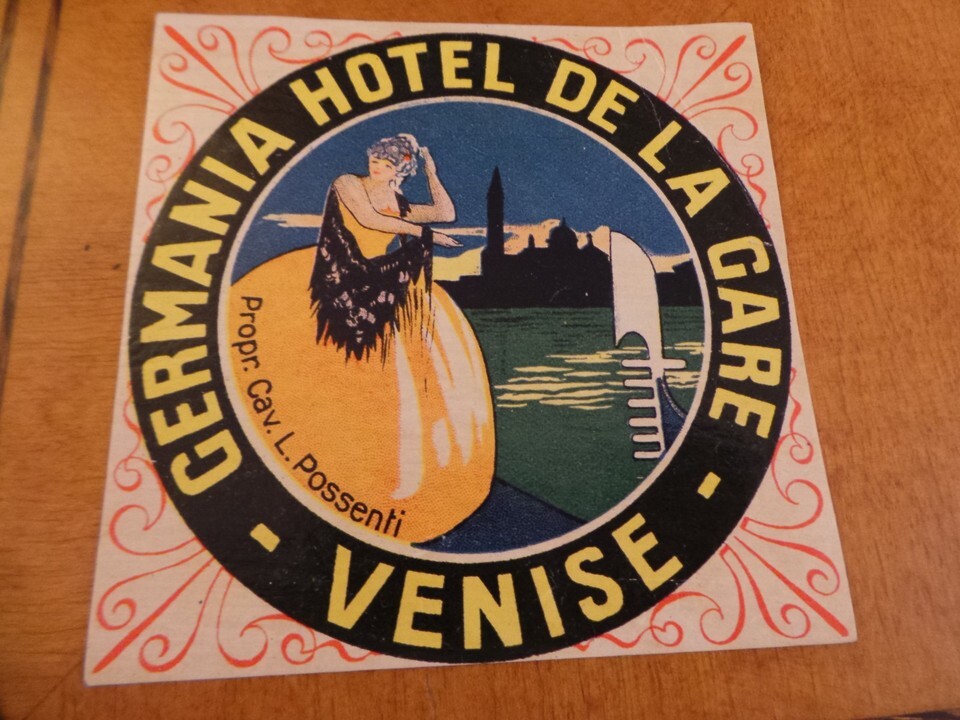 GERMANIA HOTEL DE LA GARE
Propr. Cav. L. Possenti
- VENISE -